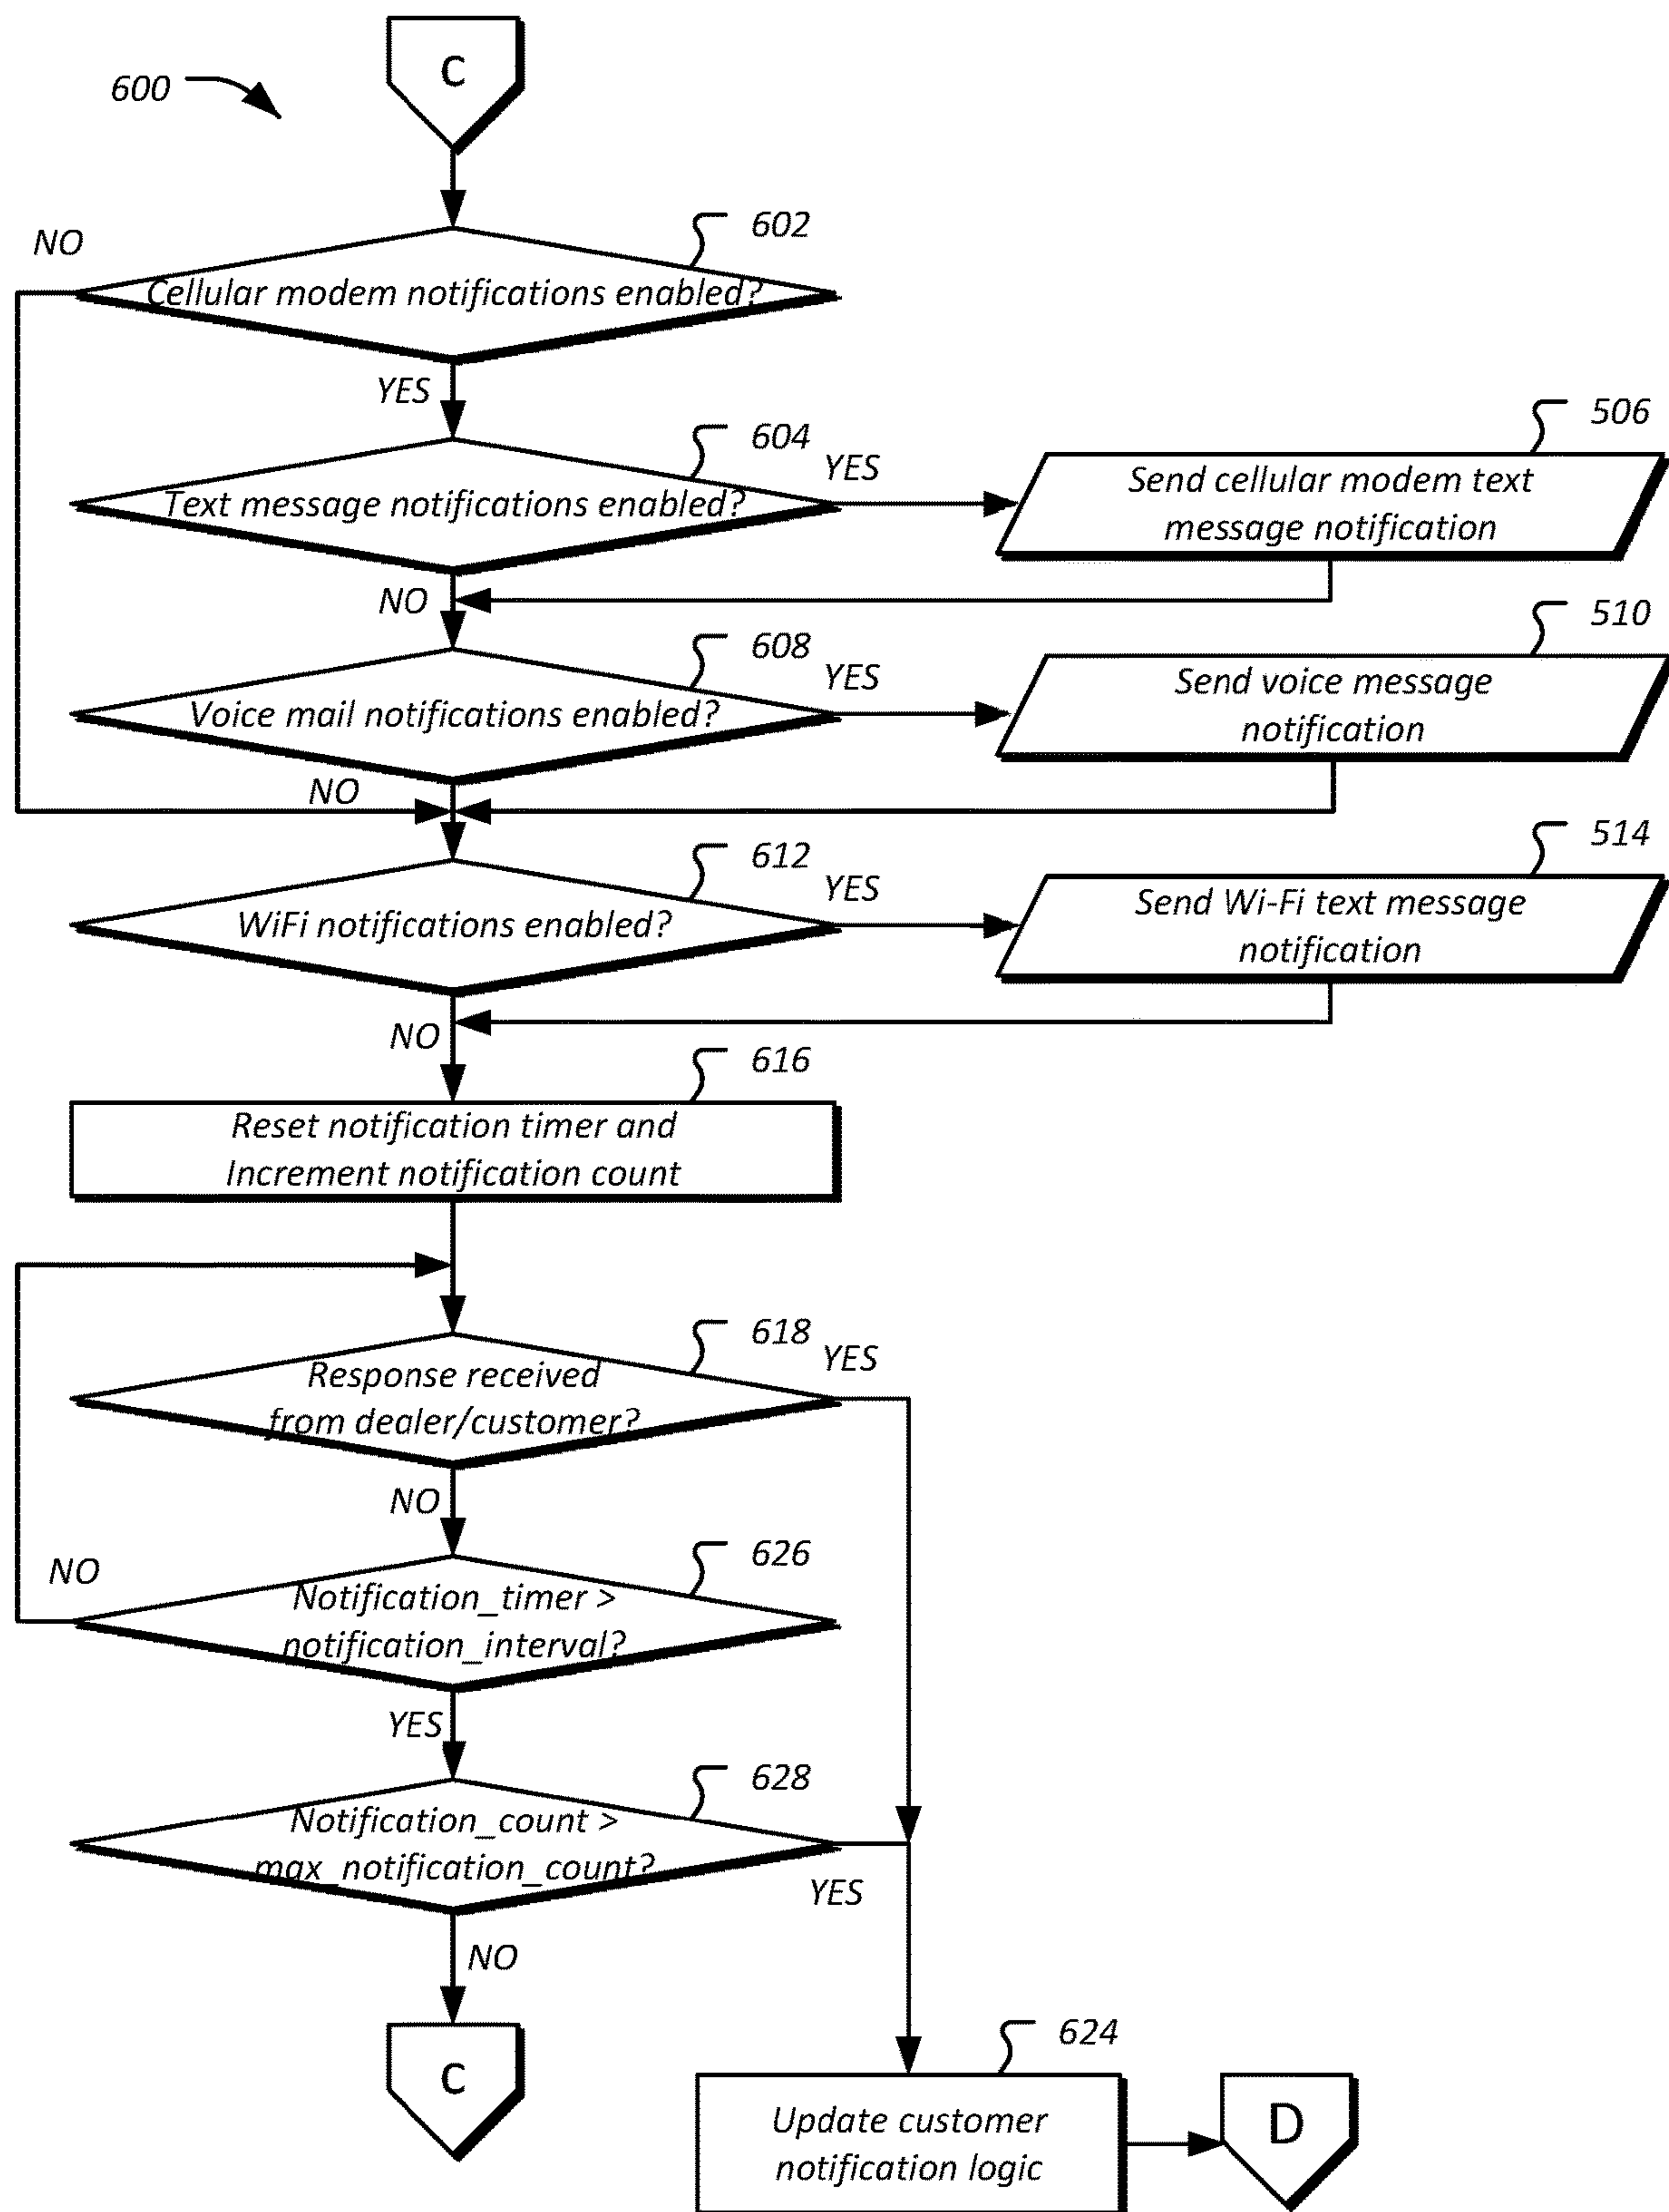 C
600
602
NO
Cellular modem notifications enabled?
YES
604
YES
506
Text message notifications enabled?
Send cellular modem text
message notification
NO
608
YES
510
Voice mail notifications enabled?
Send voice message
notification
NO
612
YES
514
WiFi notifications enabled?
Send Wi-Fi text message
notification
NO
616
Reset notification timer and
Increment notification count
618
YES
Response received
from dealer/customer?
NO
626
NO
Notification_timer >
notification_interval?
YES
628
Notification_count >
max_notification_count?
YES
NO
C
624
Update customer
notification logic
D